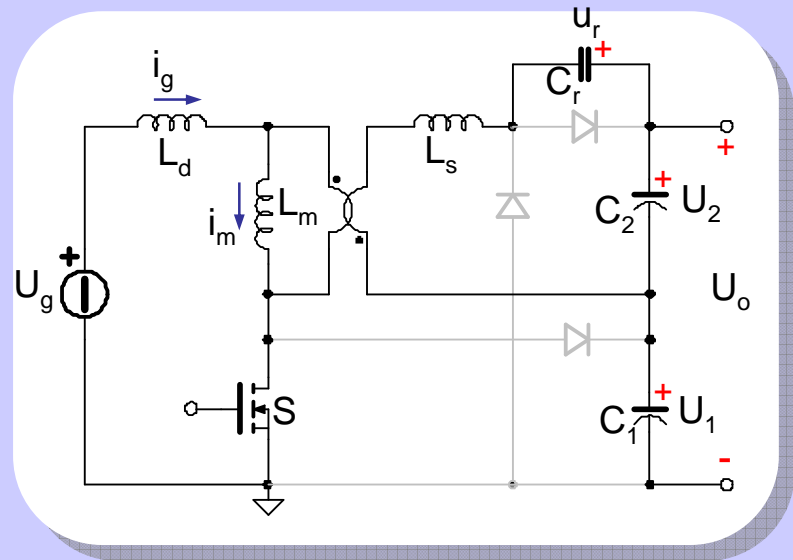 u_r
+
i_g
C_r
L_d
L_s
+
+
L_m
i_m
C_2
U_2
+
U_g
U_o
+
S
C_1
U_1
-